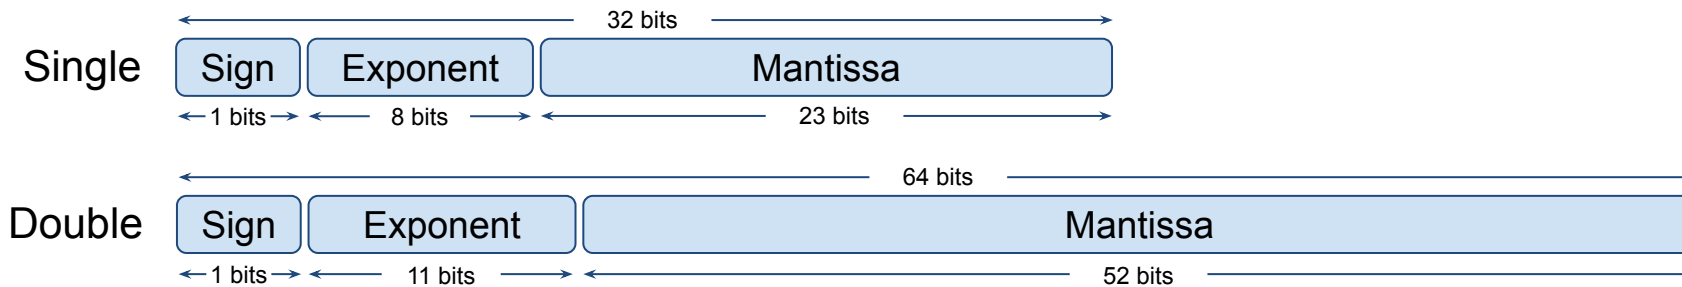 32 bits
Single Sign Exponent Mantissa
1 bits 8 bits 23 bits
64 bits
Double Sign Exponent Mantissa
1 bits 11 bits 52 bits